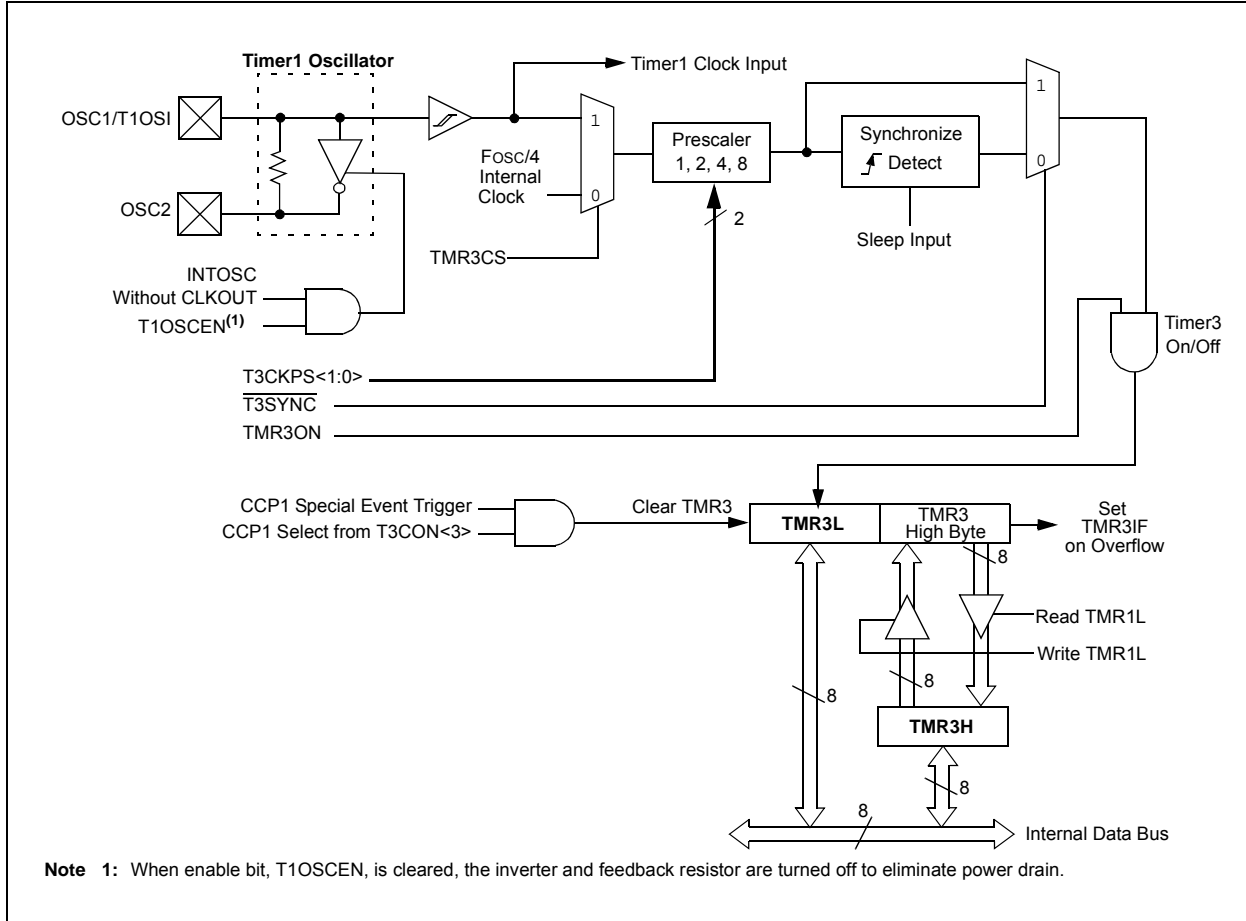 Timer1 Oscillator
Timer1 Clock Input
OSC1/T1OSI
1
1
Prescaler
1, 2, 4, 8
Synchronize
Detect
FOSC/4
Internal
Clock
0
0
OSC2
2
Sleep Input
TMR3CS
INTOSC
Without CLKOUT
T1OSCEN(1)
Timer3
On/Off
T3CKPS<1:0>
T3SYNC
TMR3ON
CCP1 Special Event Trigger
CCP1 Select from T3CON<3>
Clear TMR3
TMR3L
TMR3
High Byte
Set
TMR3IF
on Overflow
8
Read TMR1L
Write TMR1L
8
8
TMR3H
8
8
Internal Data Bus
Note 1: When enable bit, T1OSCEN, is cleared, the inverter and feedback resistor are turned off to eliminate power drain.